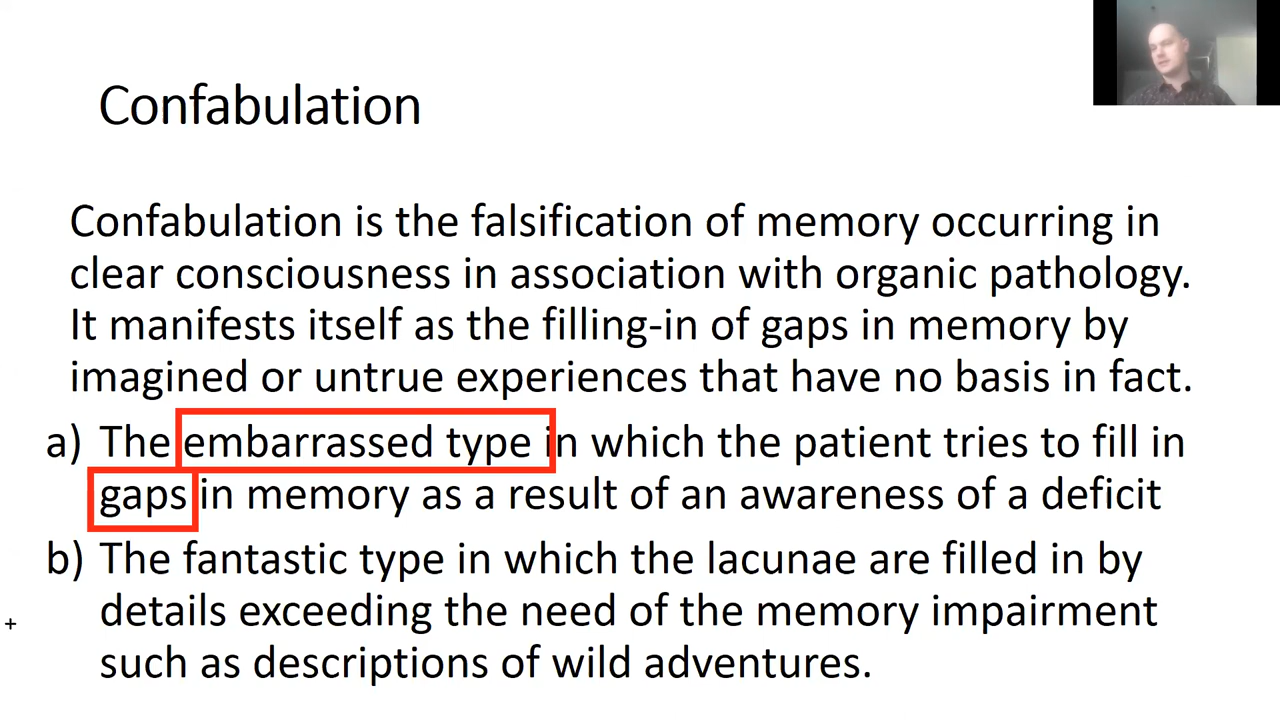 Confabulation
Confabulation is the falsification of memory occurring in
clear consciousness in association with organic pathology.
It manifests itself as the filling-in of gaps in memory by
imagined or untrue experiences that have no basis in fact.
a) The embarrassed type in which the patient tries to fill in
gaps in memory as a result of an awareness of a deficit
b) The fantastic type in which the lacunae are filled in by
details exceeding the need of the memory impairment
such as descriptions of wild adventures.